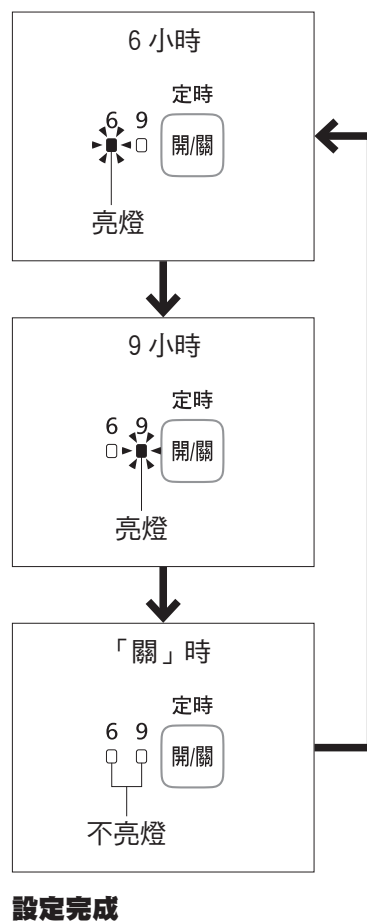 6 小時
定時
6 9
開/關
亮燈
9 小時
定時
6 9
開/關
亮燈
「關」時
定時
6 9
開/關
不亮燈
設定完成